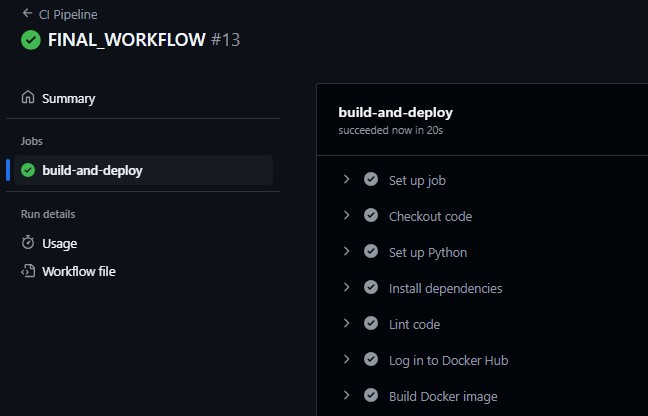 CI Pipeline
FINAL_WORKFLOW #13
Summary
Jobs
build-and-deploy
Run details
Usage
Workflow file
build-and-deploy
succeeded now in 20s
Set up job
Checkout code
Set up Python
Install dependencies
Lint code
Log in to Docker Hub
Build Docker image